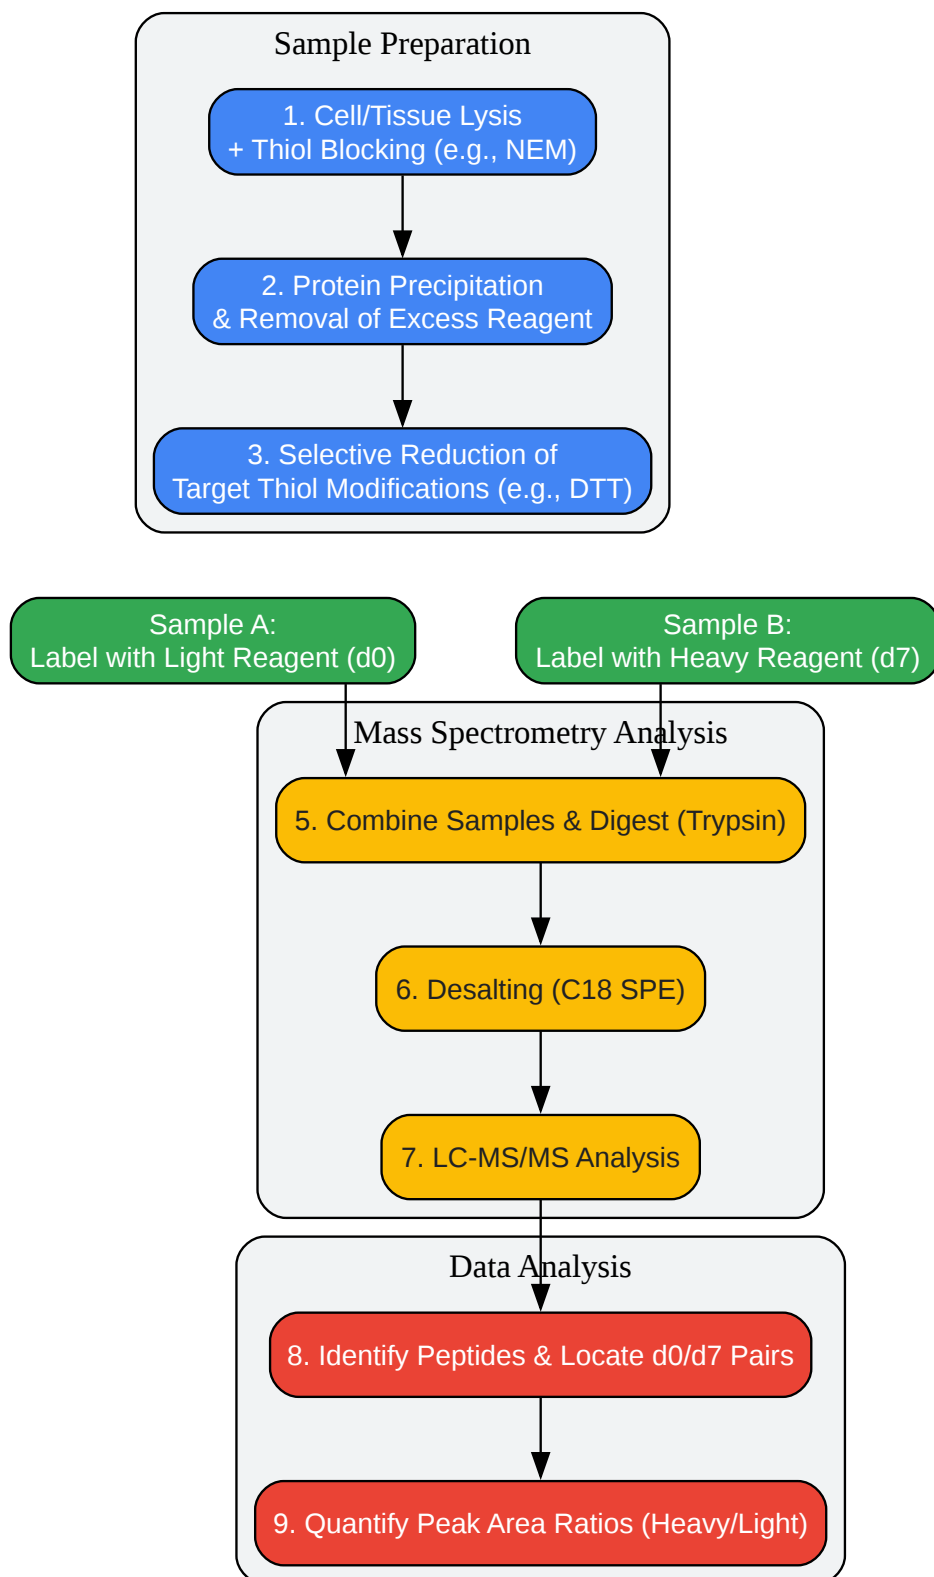 Sample Preparation
1. Cell/Tissue Lysis
+ Thiol Blocking (e.g., NEM)
2. Protein Precipitation
& Removal of Excess Reagent
3. Selective Reduction of
Target Thiol Modifications (e.g., DTT)
Sample A:
Label with Light Reagent (d0)
Sample B:
Label with Heavy Reagent (d7)
Mass Spectrometry Analysis
5. Combine Samples & Digest (Trypsin)
6. Desalting (C18 SPE)
7. LC-MS/MS Analysis
Data Analysis
8. Identify Peptides & Locate d0/d7 Pairs
9. Quantify Peak Area Ratios (Heavy/Light)